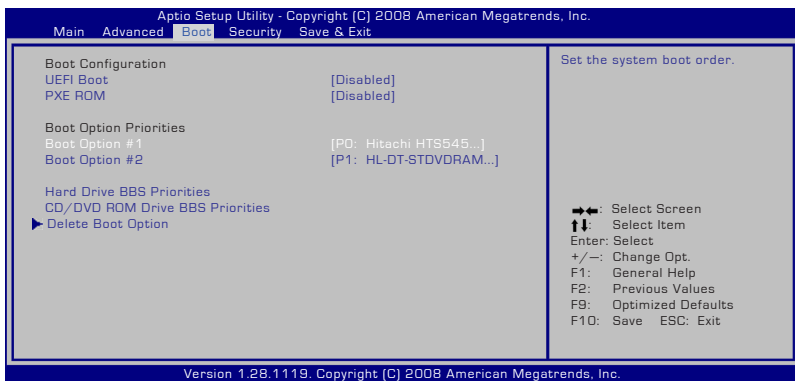 Aptio Setup Utility - Copyright (C) 2008 American Megatrends, Inc.
Main Advanced Boot Security Save & Exit
Boot Configuration
UEFI Boot [Disabled]
PXE ROM [Disabled]
Boot Option Priorities
Boot Option #1 [P0: Hitachi HTS545...]
Boot Option #2 [P1: HL-DT-STDVDRAM...]
Hard Drive BBS Priorities
CD/DVD ROM Drive BBS Priorities
Delete Boot Option
Set the system boot order.
→←: Select Screen
↑↓: Select Item
Enter: Select
+/—: Change Opt.
F1: General Help
F2: Previous Values
F9: Optimized Defaults
F10: Save ESC: Exit
Version 1.28.1119. Copyright (C) 2008 American Megatrends, Inc.